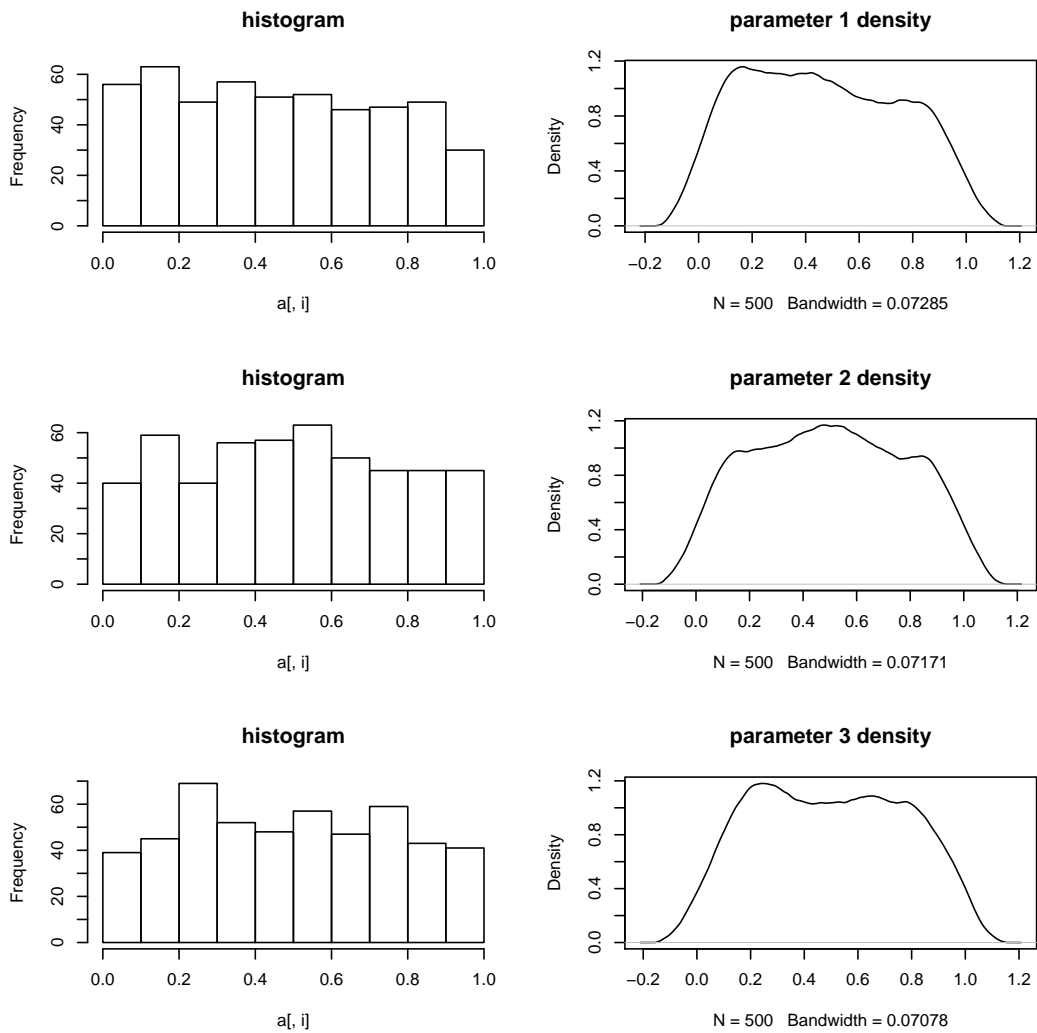 histogram
Frequency
0 20 40 60
0.0 0.2 0.4 0.6 0.8 1.0
a[, i]
parameter 1 density
Density
0.0 0.4 0.8 1.2
−0.2 0.0 0.2 0.4 0.6 0.8 1.0 1.2
N = 500 Bandwidth = 0.07285
histogram
Frequency
0 20 40 60
0.0 0.2 0.4 0.6 0.8 1.0
a[, i]
parameter 2 density
Density
0.0 0.4 0.8 1.2
−0.2 0.0 0.2 0.4 0.6 0.8 1.0 1.2
N = 500 Bandwidth = 0.07171
histogram
Frequency
0 20 40 60
0.0 0.2 0.4 0.6 0.8 1.0
a[, i]
parameter 3 density
Density
0.0 0.4 0.8 1.2
−0.2 0.0 0.2 0.4 0.6 0.8 1.0 1.2
N = 500 Bandwidth = 0.07078